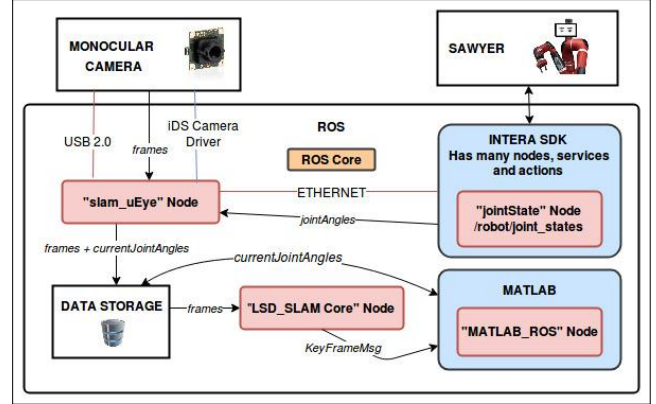 MONOCULAR
CAMERA
SAWYER
USB 2.0
frames
iDS Camera
Driver
ROS
ROS Core
INTERA SDK
Has many nodes, services
and actions
"slam_uEye" Node
ETHERNET
jointAngles
"jointState" Node
/robot/joint_states
frames + currentJointAngles
currentJointAngles
DATA STORAGE
frames
"LSD_SLAM Core" Node
MATLAB
"MATLAB_ROS" Node
KeyFrameMsg